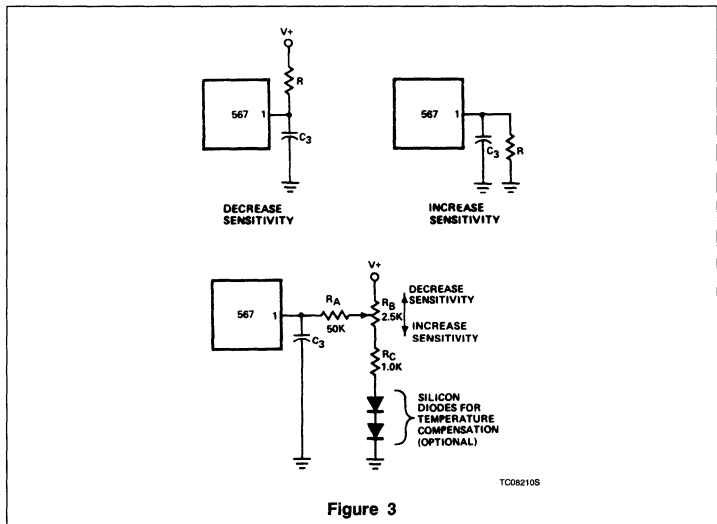 V+
R
567 1
C3
DECREASE
SENSITIVITY
567 1
C3
R
INCREASE
SENSITIVITY
V+
567 1
RA
50K
C3
RB
2.5K
DECREASE
SENSITIVITY
INCREASE
SENSITIVITY
RC
1.0K
SILICON
DIODES FOR
TEMPERATURE
COMPENSATION
(OPTIONAL)
TC08210S
Figure 3